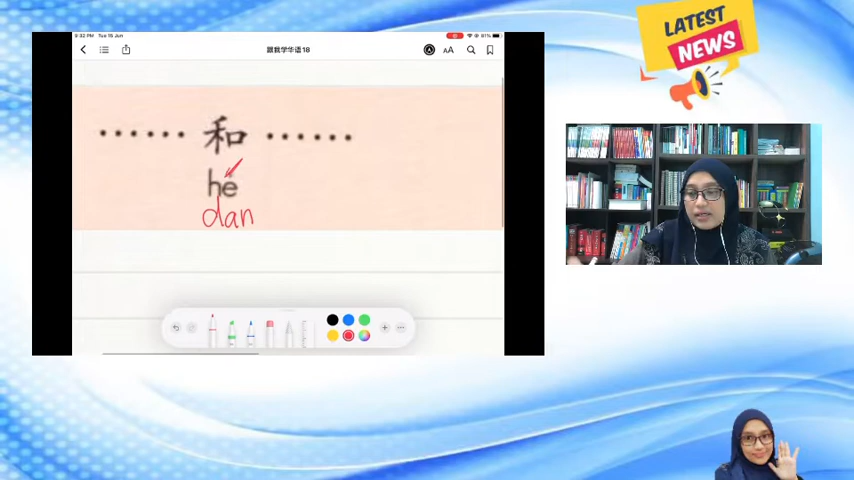 LATEST
NEWS
9:32 PM Tue 15 Jun
81%
跟我学华语18
AA
…… 和 ……
hé
dan